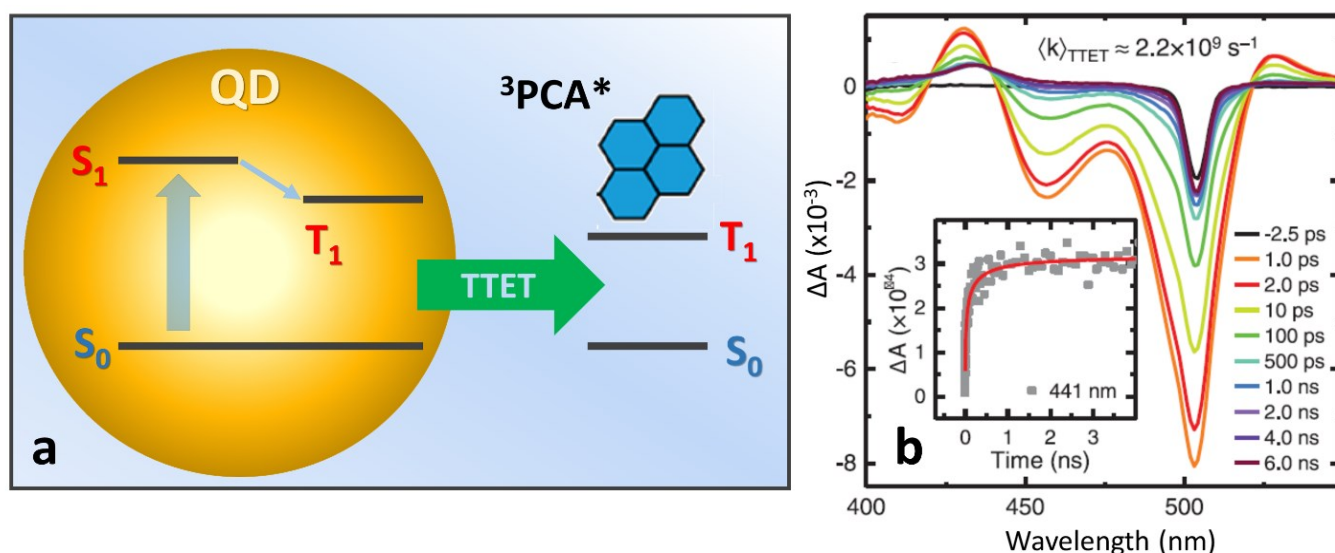 QD
S₁
T₁
S₀
TTET
³PCA*
T₁
S₀
a
⟨k⟩TTET ≈ 2.2×10⁹ s⁻¹
ΔA (x10⁻³)
0
-2
-4
-6
-8
400
450
500
Wavelength (nm)
-2.5 ps
1.0 ps
2.0 ps
10 ps
100 ps
500 ps
1.0 ns
2.0 ns
4.0 ns
6.0 ns
ΔA (×10 4)
0
1
2
3
4
441 nm
0
1
2
3
Time (ns)
b